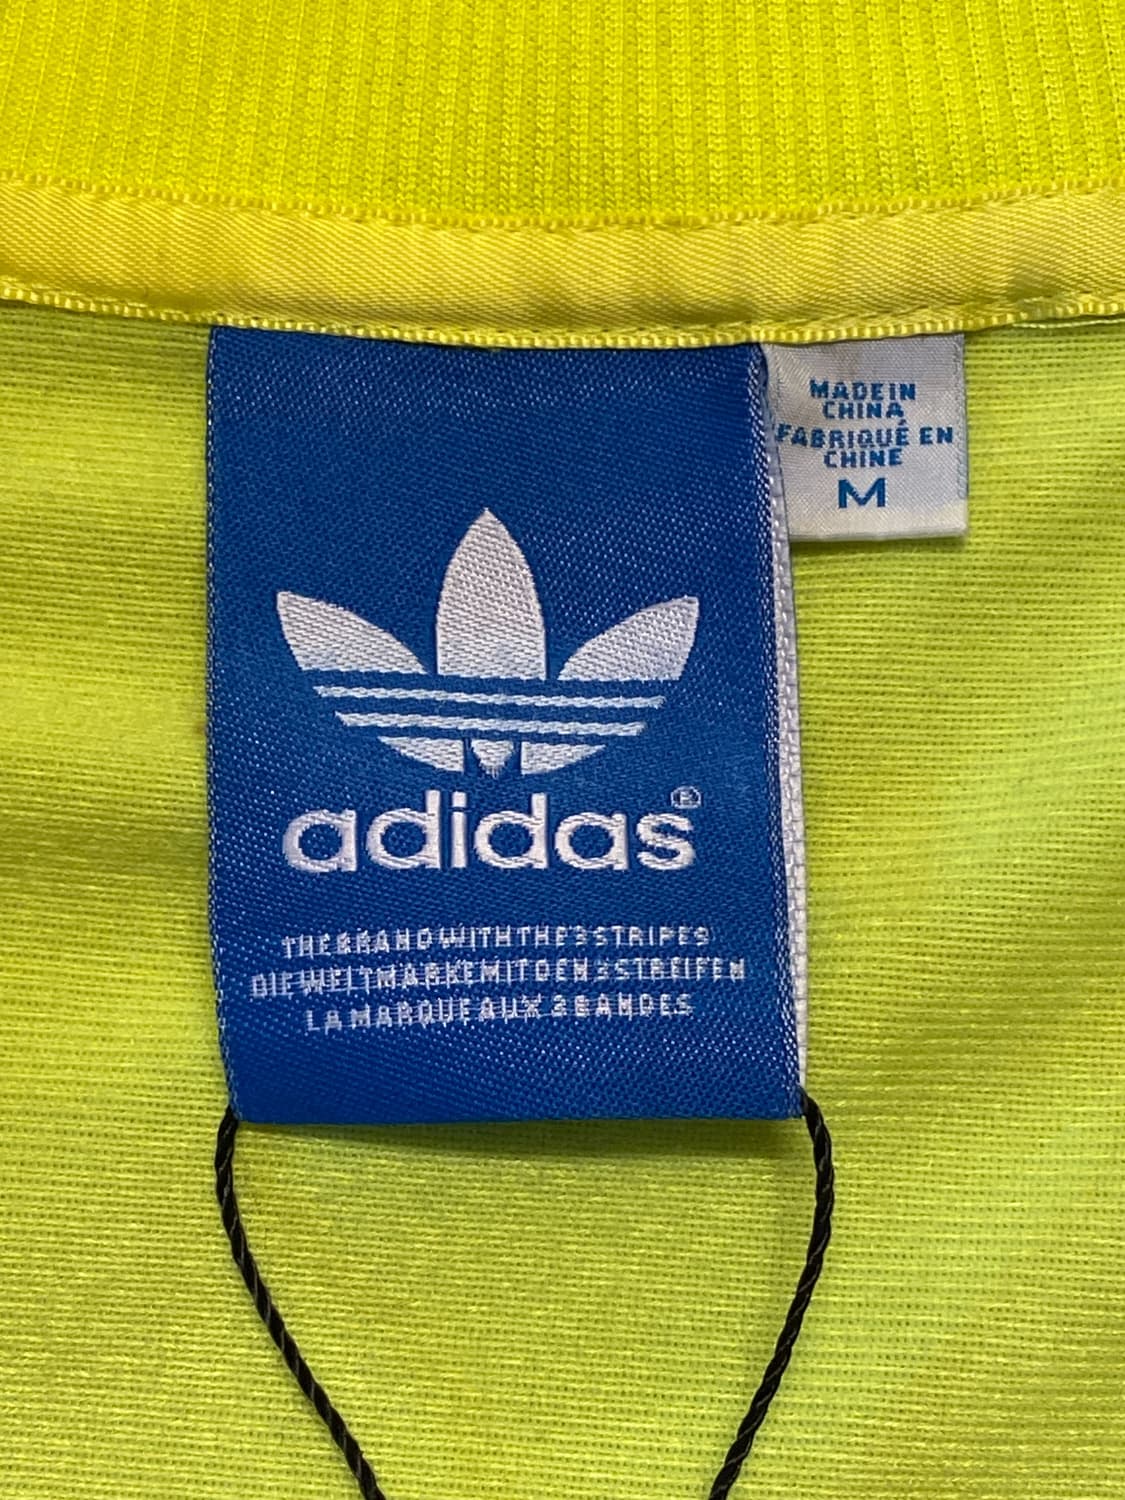 MADE IN
CHINA
FABRIQUÉ EN
CHINE
M
adidas®
THE BRAND WITH THE 3 STRIPES
DIE WELTMARKE MIT DEN 3 STREIFEN
LA MARQUE AUX 3 BANDES